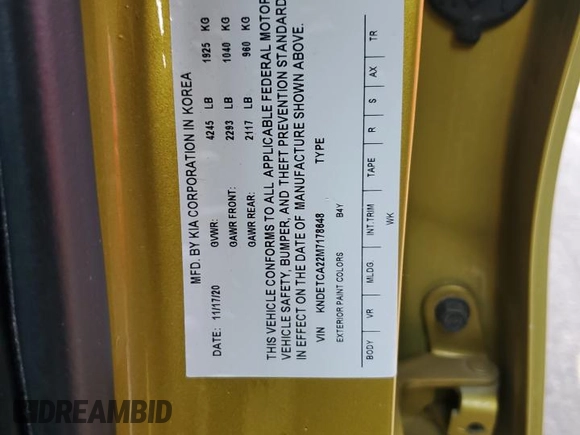 MFD. BY KIA CORPORATION IN KOREA
DATE: 11/17/20 GVWR: 4245 LB 1925 KG
GAWR FRONT: 2293 LB 1040 KG
GAWR REAR: 2117 LB 960 KG
THIS VEHICLE CONFORMS TO ALL APPLICABLE FEDERAL MOTOR
VEHICLE SAFETY, BUMPER, AND THEFT PREVENTION STANDARD
IN EFFECT ON THE DATE OF MANUFACTURE SHOWN ABOVE.
VIN KNDETCA22M7178648 TYPE
EXTERIOR PAINT COLORS B4Y
BODY VR MLDG. INT.TRIM TAPE R S AX TR
WK
DREAMBID